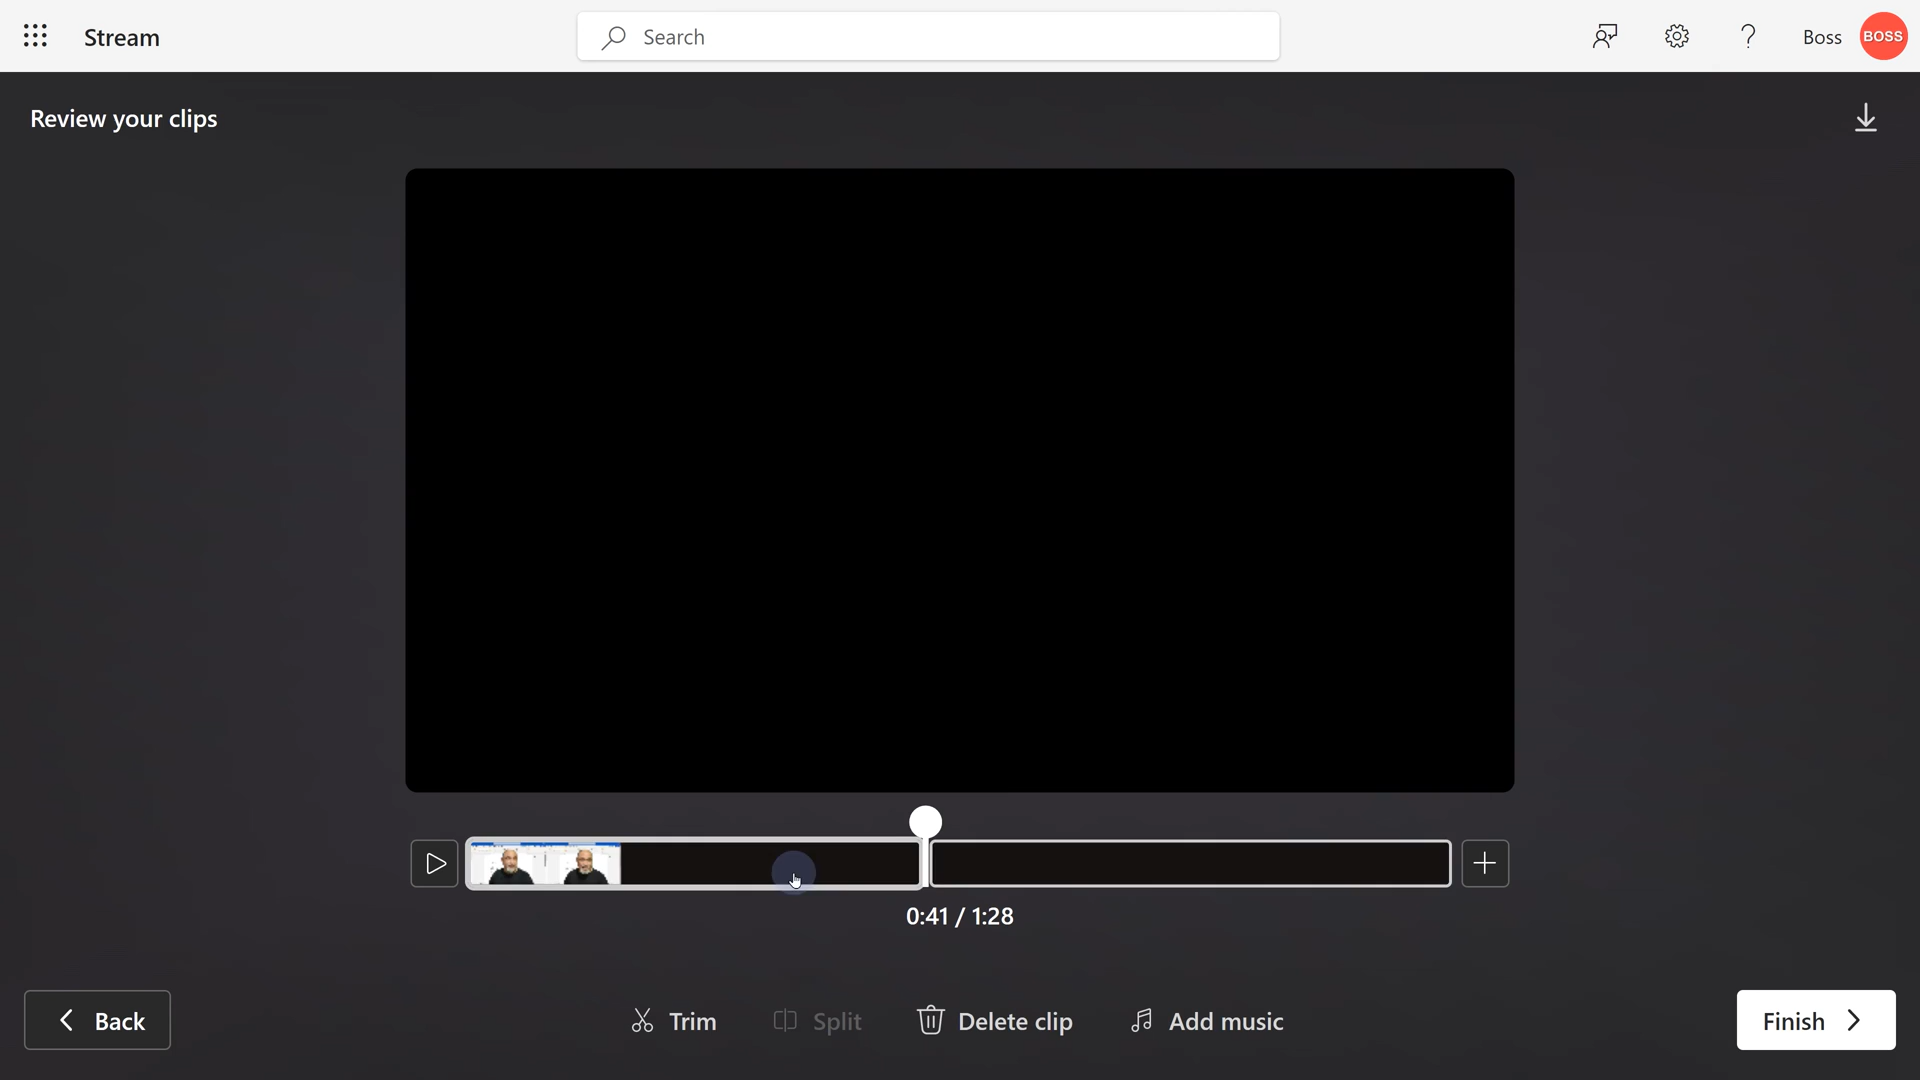 Stream
Search
Boss
BOSS
Review your clips
0:41 / 1:28
Back
Trim
Split
Delete clip
Add music
Finish